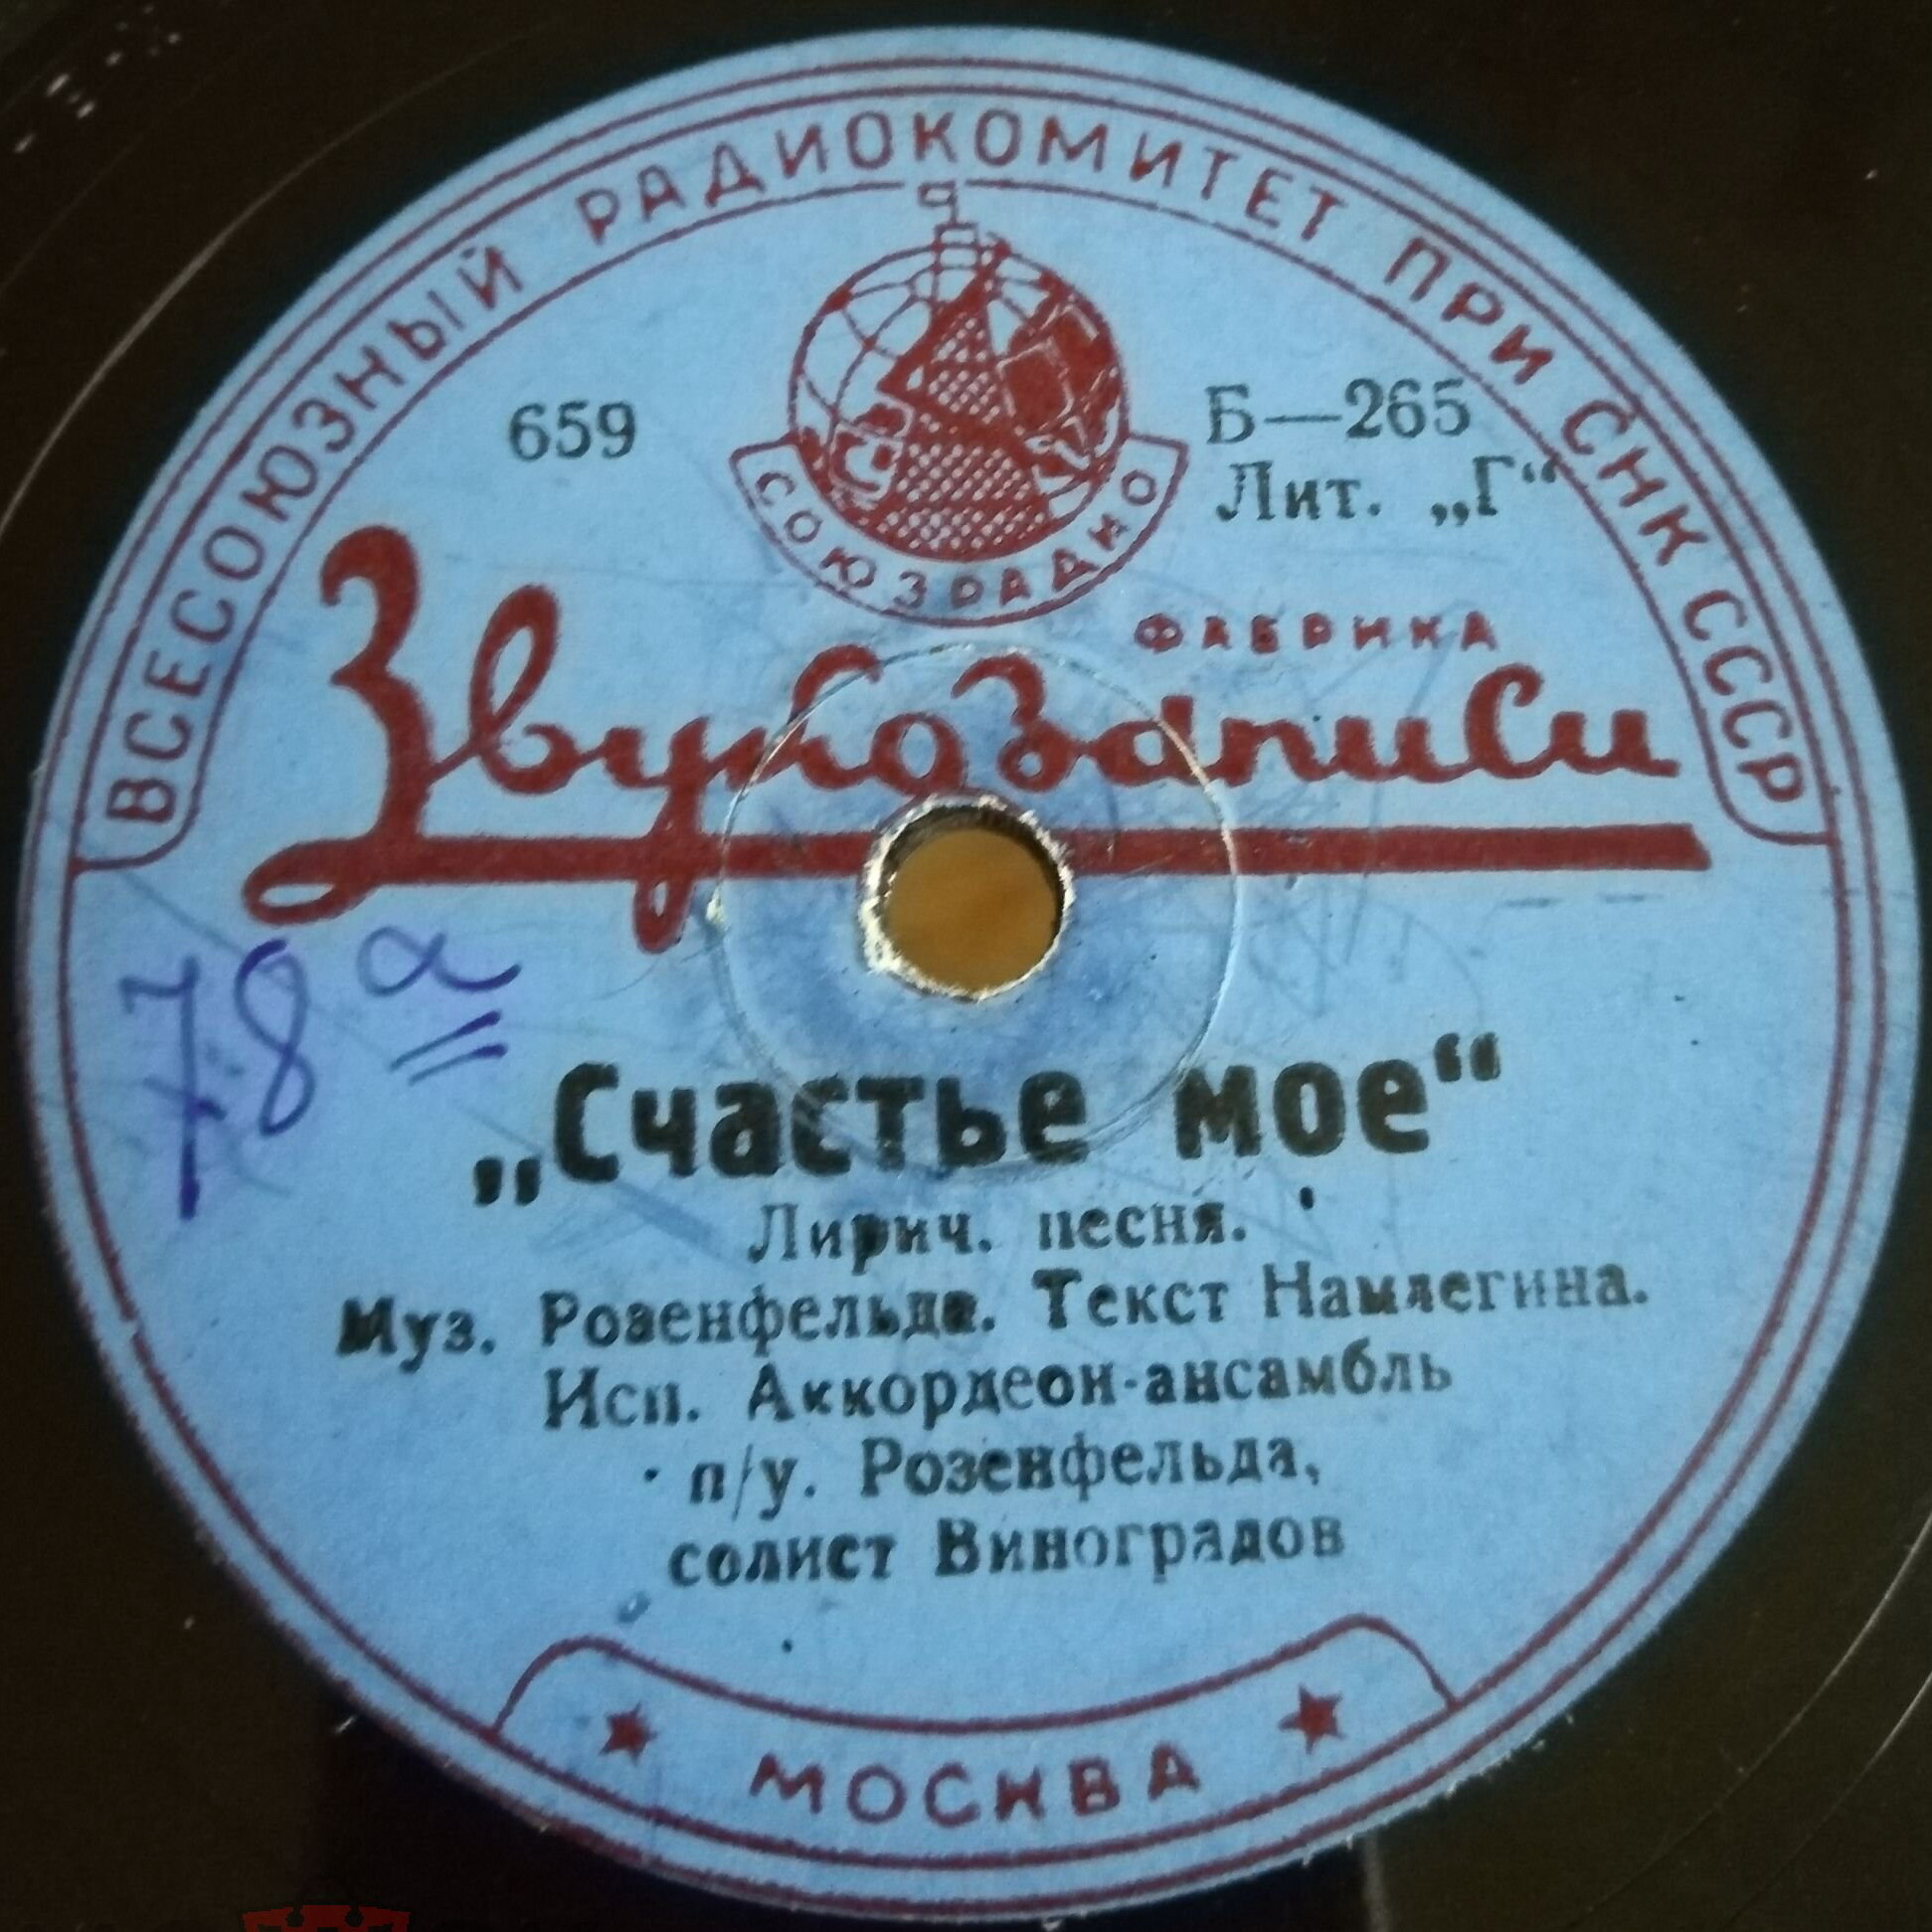 ВСЕСОЮЗНЫЙ РАДИОКОМИТЕТ ПРИ СНК СССР
659
Б—265
Лит. „Г“
СОЮЗРАДИО
ФАБРИКА
Звукозаписи
78 а
„Счастье мое“
Лирич. песня.
Муз. Розенфельда. Текст Намлегина.
Исп. Аккордеон-ансамбль
п/у. Розенфельда,
солист Виноградов
МОСКВА